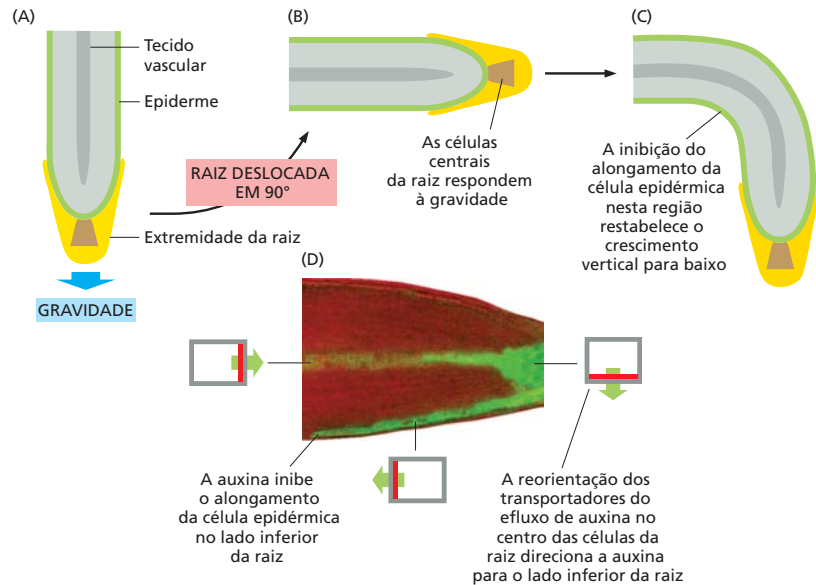 (A)
Tecido
vascular
Epiderme
Extremidade da raiz
GRAVIDADE
RAIZ DESLOCADA
EM 90°
(B)
As células
centrais
da raiz respondem
à gravidade
(C)
A inibição do
alongamento da
célula epidérmica
nesta região
restabelece o
crescimento
vertical para baixo
(D)
A auxina inibe
o alongamento
da célula epidérmica
no lado inferior
da raiz
A reorientação dos
transportadores do
efluxo de auxina no
centro das células da
raiz direciona a auxina
para o lado inferior da raiz